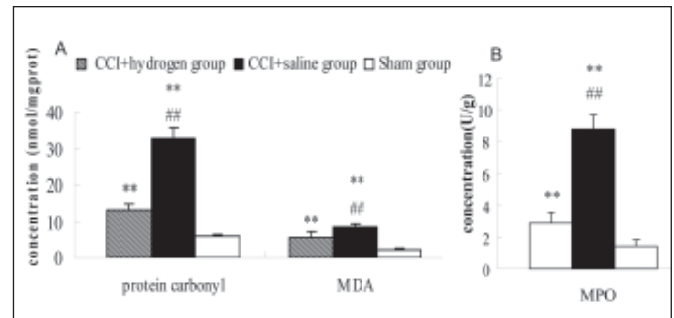 A
B
CCI+hydrogen group CCI+saline group Sham group
concentration (nmol/mgprot)
40
30
20
10
0
**
**
##
**
**
##
protein carbonyl
MDA
concentration(U/g)
12
10
8
6
4
2
0
**
**
##
MPO